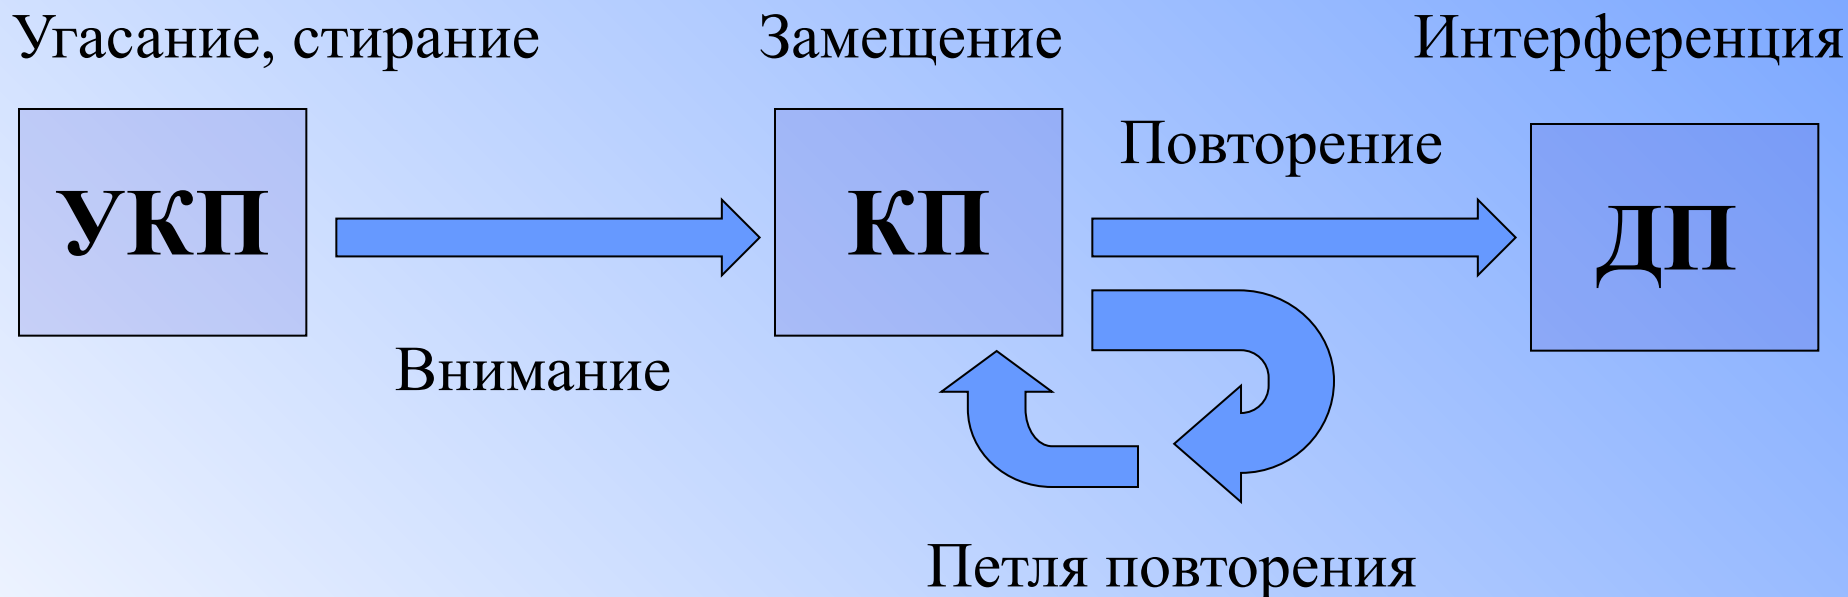 Угасание, стирание
Замещение
Интерференция
УКП
Внимание
КП
Повторение
ДП
Петля повторения